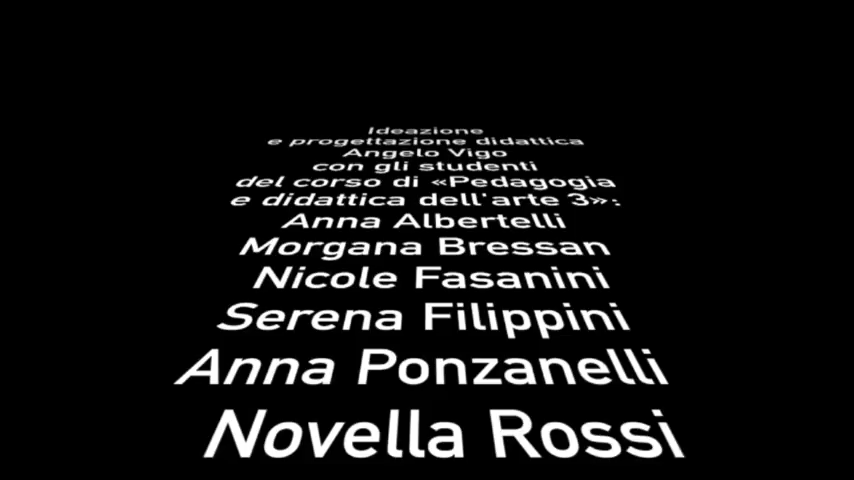 Ideazione
e progettazione didattica
Angelo Vigo
con gli studenti
del corso di «Pedagogia
e didattica dell'arte 3»:
Anna Albertelli
Morgana Bressan
Nicole Fasanini
Serena Filippini
Anna Ponzanelli
Novella Rossi